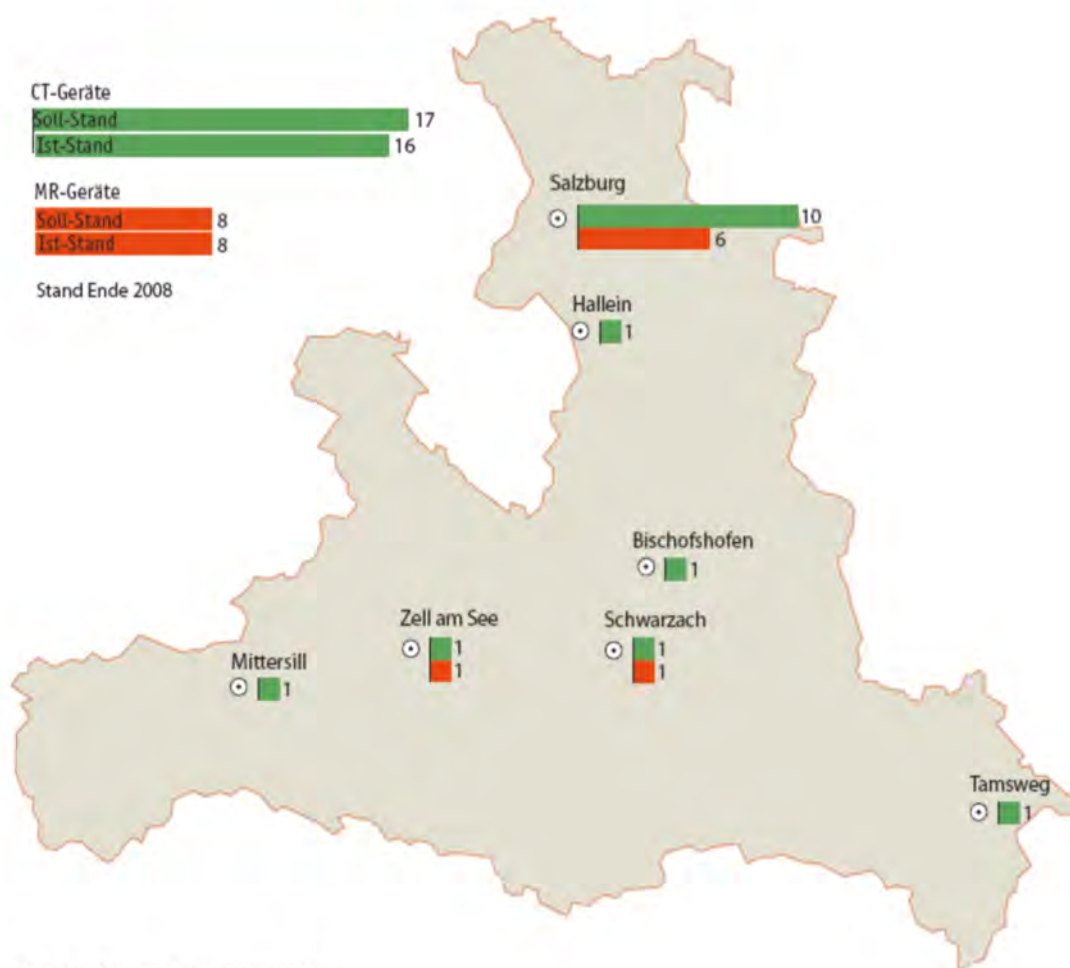 CT-Geräte
Soll-Stand 17
Ist-Stand 16
MR-Geräte
Soll-Stand 8
Ist-Stand 8
Stand Ende 2008
Salzburg
10
6
Hallein
1
Bischofshofen
1
Zell am See
1
1
Schwarzach
1
1
Mittersill
1
Tamsweg
1